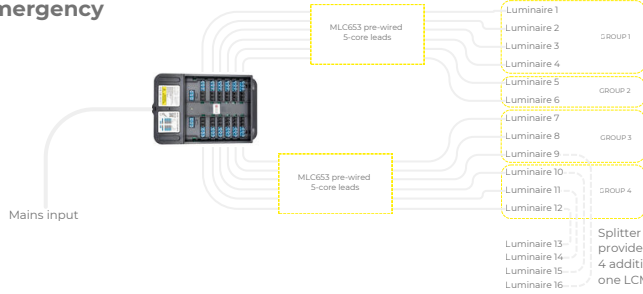 mergency
MLC653 pre-wired
5-core leads
Luminaire 1
Luminaire 2
Luminaire 3
Luminaire 4
GROUP 1
Luminaire 5
Luminaire 6
GROUP 2
Luminaire 7
Luminaire 8
Luminaire 9
GROUP 3
MLC653 pre-wired
5-core leads
Luminaire 10
Luminaire 11
Luminaire 12
GROUP 4
Mains input
Luminaire 13
Luminaire 14
Luminaire 15
Luminaire 16
Splitter
provide
4 additi
one LCM